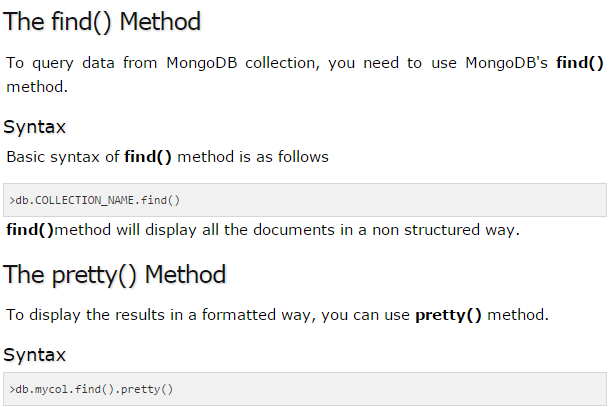 The find() Method
To query data from MongoDB collection, you need to use MongoDB's find()
method.
Syntax
Basic syntax of find() method is as follows
>db.COLLECTION_NAME.find()
find()method will display all the documents in a non structured way.
The pretty() Method
To display the results in a formatted way, you can use pretty() method.
Syntax
>db.mycol.find().pretty()